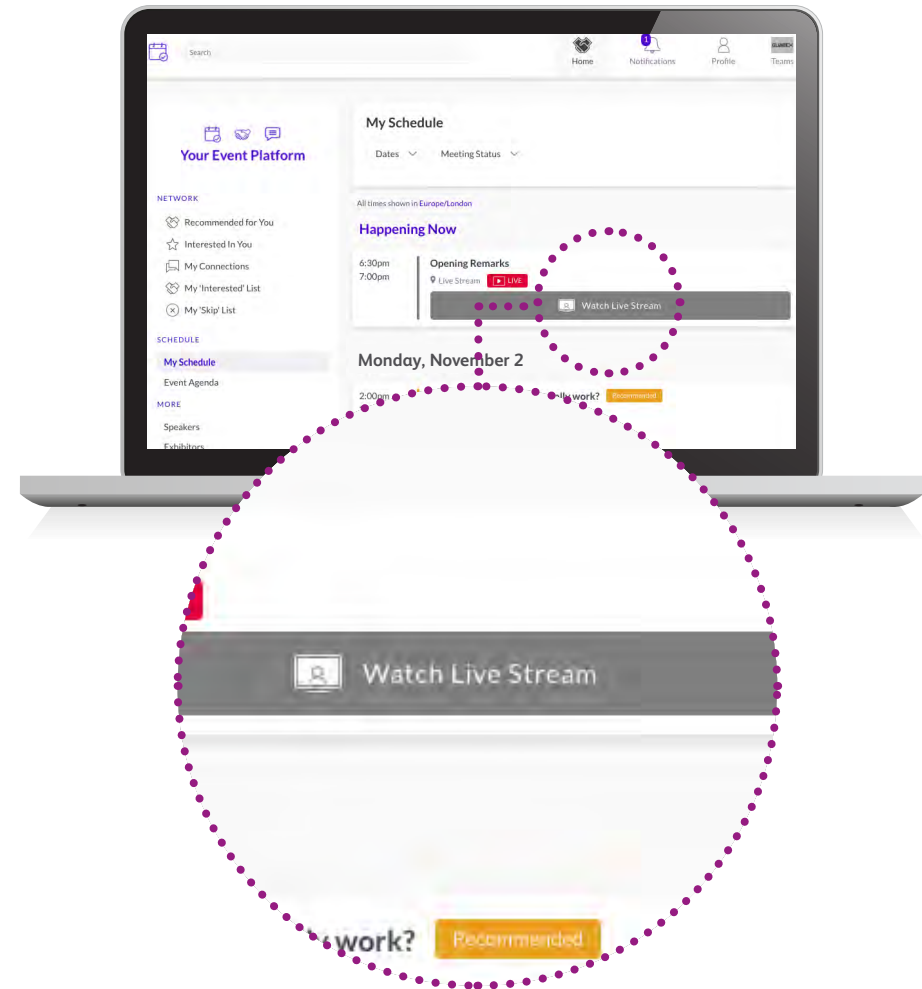 Search
Home
1
Notifications
Profile
Teams
Your Event Platform
NETWORK
Recommended for You
Interested In You
My Connections
My 'Interested' List
My 'Skip' List
SCHEDULE
My Schedule
Event Agenda
MORE
Speakers
Exhibitors
My Schedule
Dates
Meeting Status
All times shown in Europe/London
Happening Now
6:30pm
7:00pm
Opening Remarks
Live Stream LIVE
Watch Live Stream
Monday, November 2
2:00pm
work? Recommended
Watch Live Stream
work? Recommended